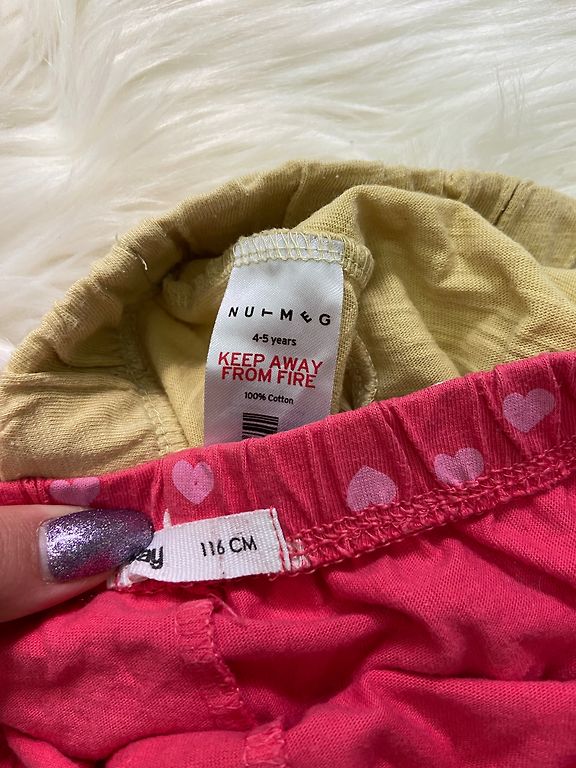 NUTMEG
4-5 years
KEEP AWAY
FROM FIRE
100% Cotton
116 CM